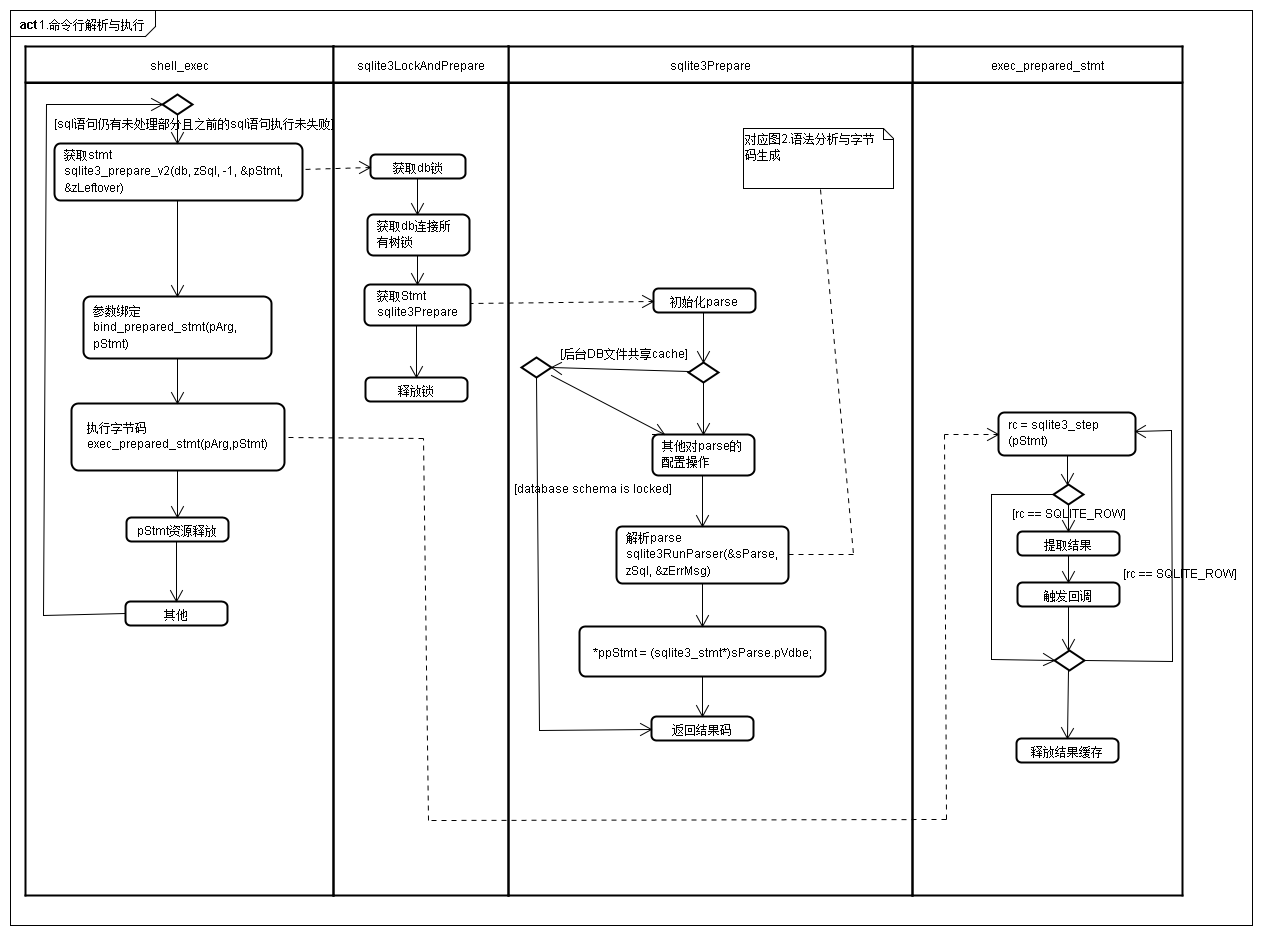 act 1.命令行解析与执行
shell_exec
sqlite3LockAndPrepare
sqlite3Prepare
exec_prepared_stmt
[sql语句仍有未处理部分且之前的sql语句执行未失败]
获取stmt
sqlite3_prepare_v2(db, zSql, -1, &pStmt,
&zLeftover)
参数绑定
bind_prepared_stmt(pArg,
pStmt)
执行字节码
exec_prepared_stmt(pArg,pStmt)
pStmt资源释放
其他
获取db锁
获取db连接所
有树锁
获取Stmt
sqlite3Prepare
释放锁
对应图2.语法分析与字节
码生成
初始化parse
[后台DB文件共享cache]
其他对parse的
配置操作
[database schema is locked]
解析parse
sqlite3RunParser(&sParse,
zSql, &zErrMsg)
*ppStmt = (sqlite3_stmt*)sParse.pVdbe;
返回结果码
rc = sqlite3_step
(pStmt)
[rc == SQLITE_ROW]
提取结果
[rc == SQLITE_ROW]
触发回调
释放结果缓存